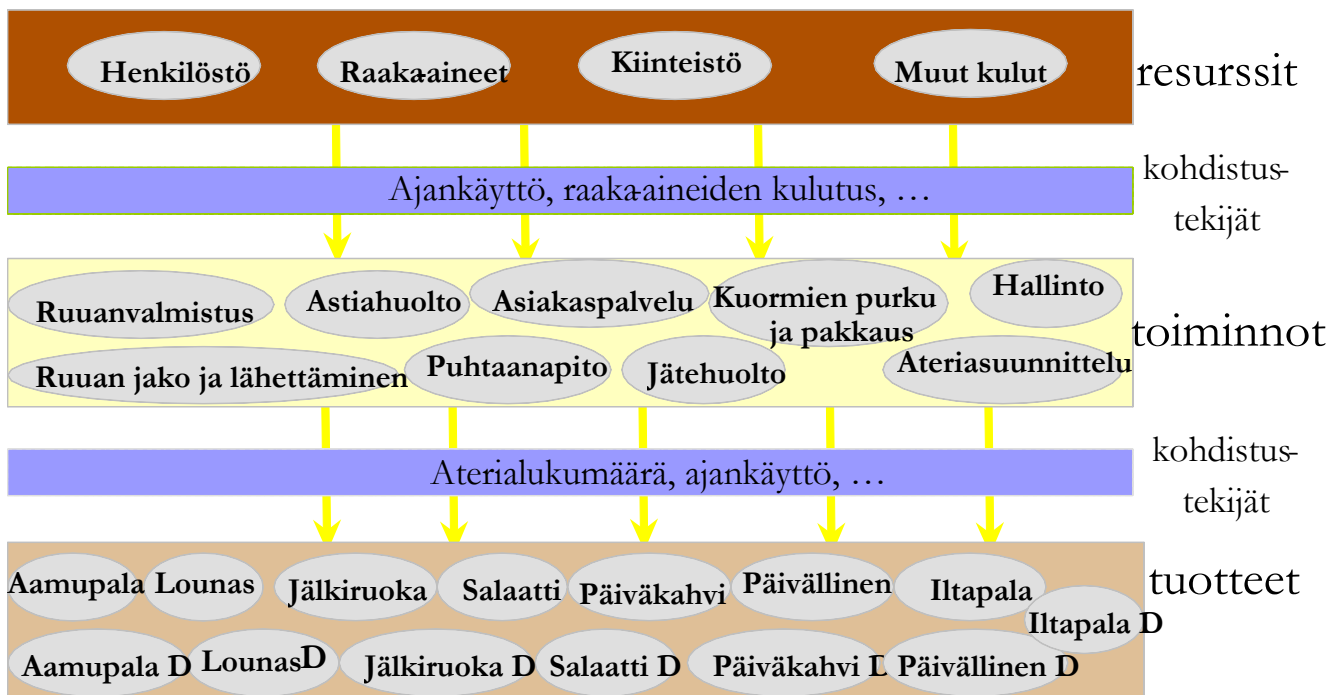 Henkilöstö
Raaka-aineet
Kiinteistö
Muut kulut
resurssit
Ajankäyttö, raaka-aineiden kulutus, …
kohdistus-
tekijät
Ruuanvalmistus
Astiahuolto
Asiakaspalvelu
Kuormien purku
ja pakkaus
Hallinto
toiminnot
Ruuan jako ja lähettäminen
Puhtaanapito
Jätehuolto
Ateriasuunnittelu
Aterialukumäärä, ajankäyttö, …
kohdistus-
tekijät
Aamupala
Lounas
Jälkiruoka
Salaatti
Päiväkahvi
Päivällinen
Iltapala
tuotteet
Iltapala D
Aamupala D
Lounas D
Jälkiruoka D
Salaatti D
Päiväkahvi D
Päivällinen D